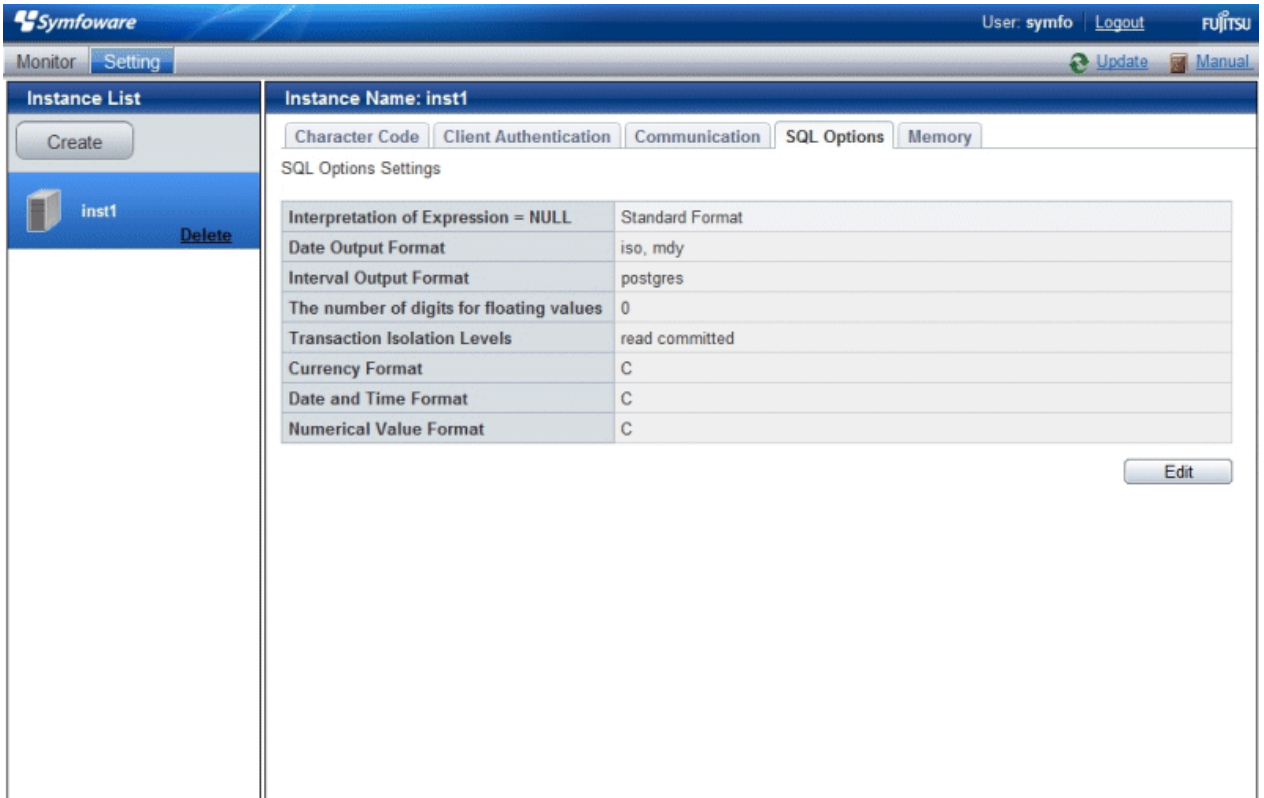 Symfoware User: symfo Logout FUJITSU
Monitor Setting Update Manual
Instance List
Create
inst1
Delete
Instance Name: inst1
Character Code Client Authentication Communication SQL Options Memory
SQL Options Settings
Interpretation of Expression = NULL Standard Format
Date Output Format iso, mdy
Interval Output Format postgres
The number of digits for floating values 0
Transaction Isolation Levels read committed
Currency Format C
Date and Time Format C
Numerical Value Format C
Edit